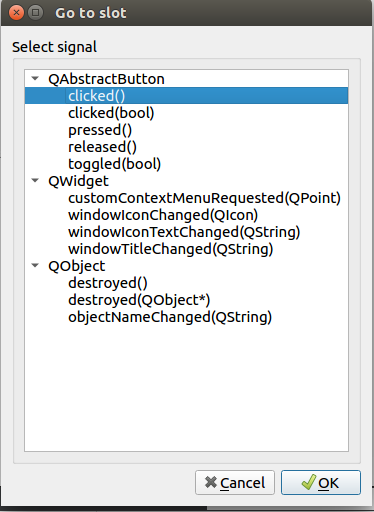 Go to slot
Select signal
QAbstractButton
clicked()
clicked(bool)
pressed()
released()
toggled(bool)
QWidget
customContextMenuRequested(QPoint)
windowIconChanged(QIcon)
windowIconTextChanged(QString)
windowTitleChanged(QString)
QObject
destroyed()
destroyed(QObject*)
objectNameChanged(QString)
Cancel OK